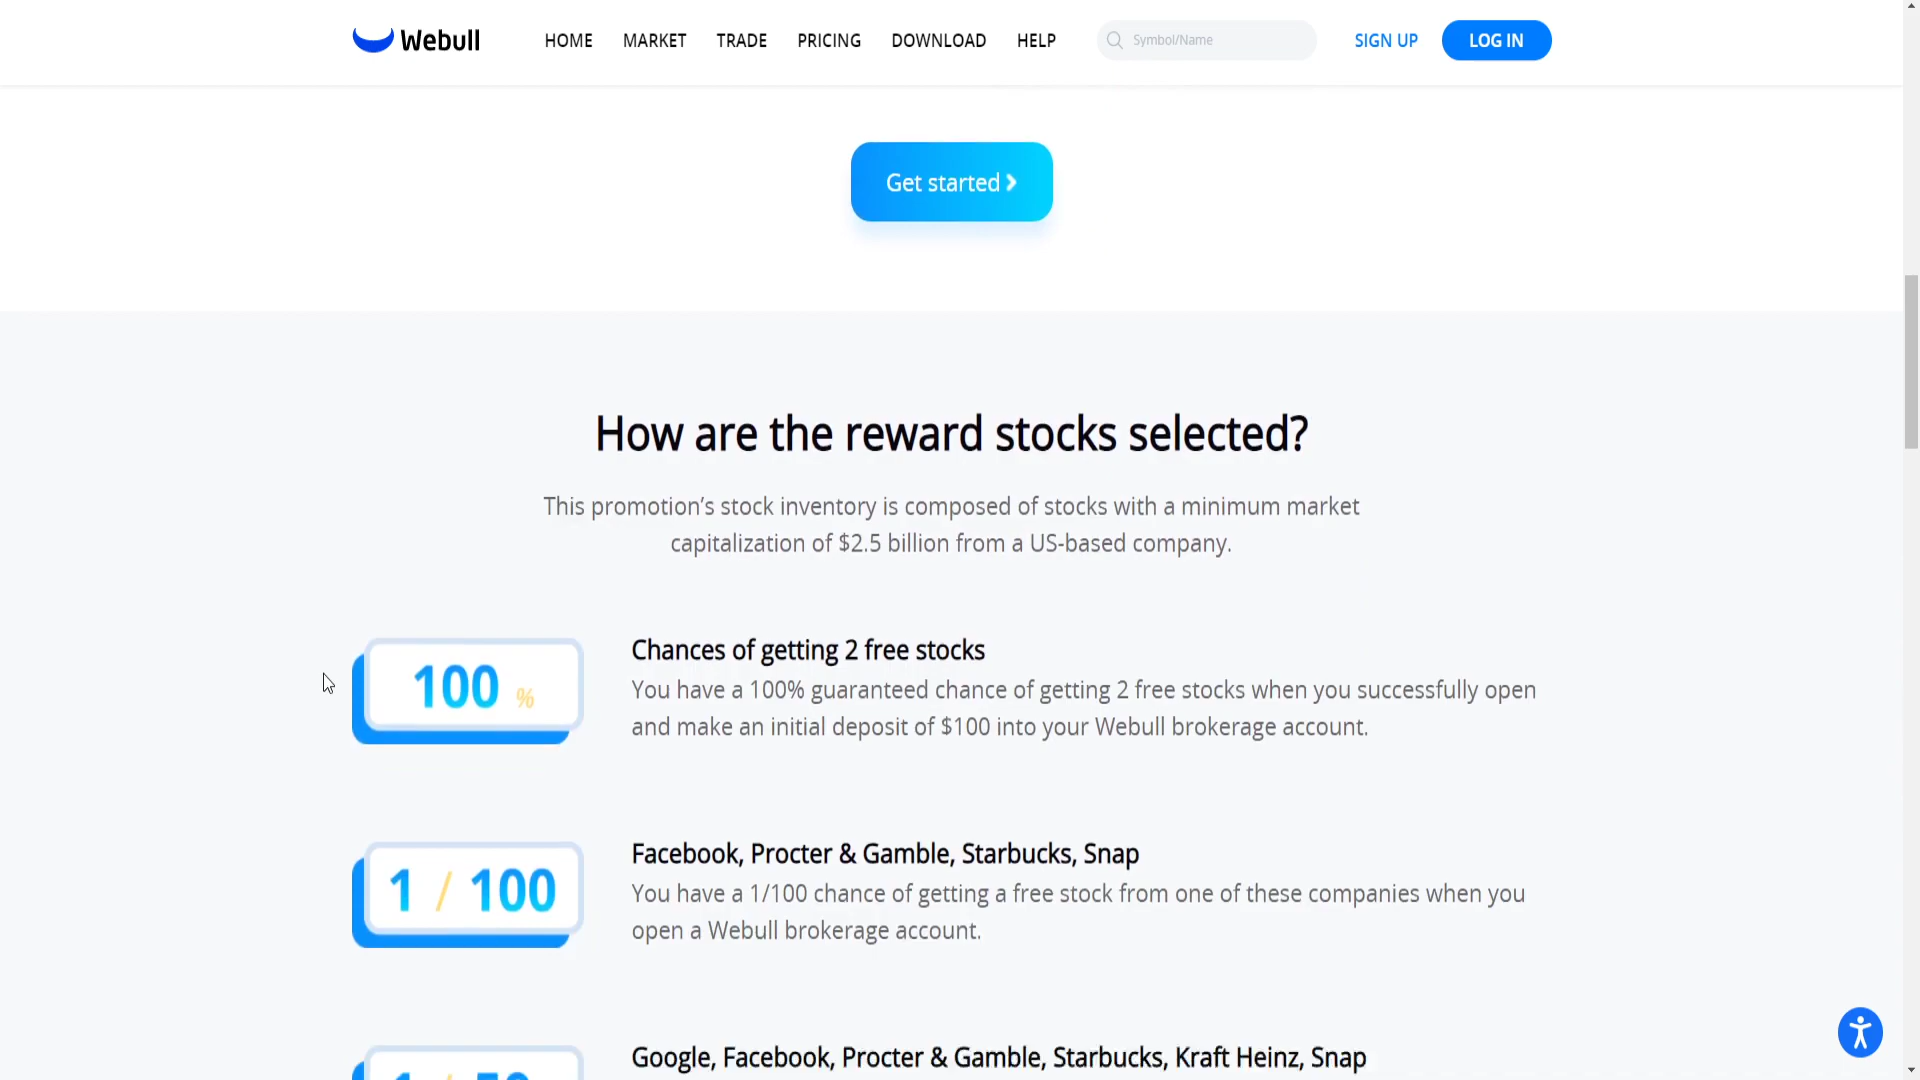 Webull HOME MARKET TRADE PRICING DOWNLOAD HELP Symbol/Name SIGN UP LOG IN
Get started
How are the reward stocks selected?
This promotion’s stock inventory is composed of stocks with a minimum market
capitalization of $2.5 billion from a US-based company.
100 %
Chances of getting 2 free stocks
You have a 100% guaranteed chance of getting 2 free stocks when you successfully open
and make an initial deposit of $100 into your Webull brokerage account.
1 / 100
Facebook, Procter & Gamble, Starbucks, Snap
You have a 1/100 chance of getting a free stock from one of these companies when you
open a Webull brokerage account.
Google, Facebook, Procter & Gamble, Starbucks, Kraft Heinz, Snap